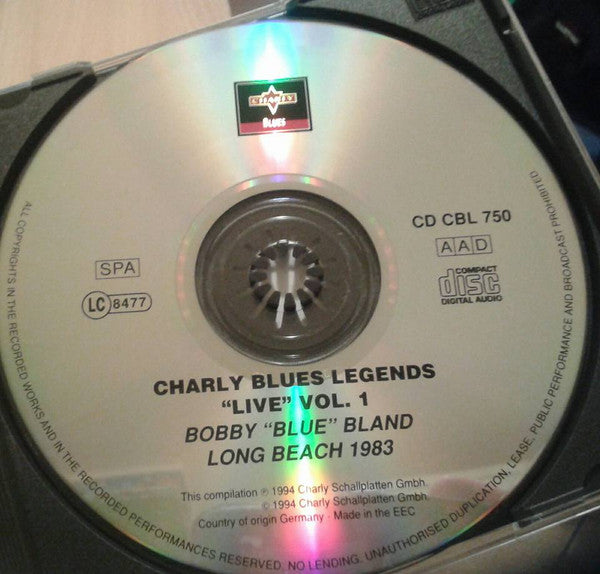 CHARLY
BLUES
CD CBL 750
AAD
SPA
COMPACT
disc
DIGITAL AUDIO
LC 8477
CHARLY BLUES LEGENDS
"LIVE" VOL. 1
BOBBY "BLUE" BLAND
LONG BEACH 1983
This compilation ℗ 1994 Charly Schallplatten Gmbh.
© 1994 Charly Schallplatten Gmbh.
Country of origin Germany - Made in the EEC
ALL COPYRIGHTS IN THE RECORDED WORKS AND IN THE RECORDED PERFORMANCES RESERVED. NO LENDING. UNAUTHORISED DUPLICATION, LEASE, PUBLIC PERFORMANCE AND BROADCAST PROHIBITED